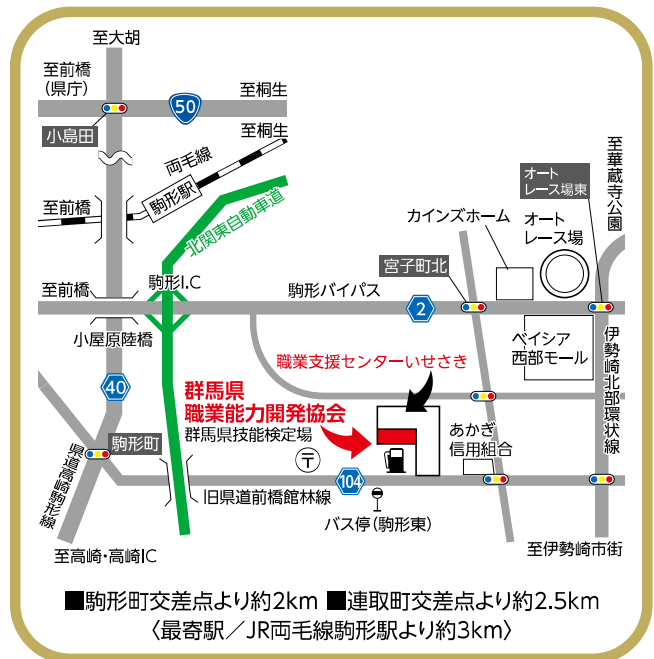 至大胡
至前橋
(県庁)
至桐生
50
小島田
至桐生
両毛線
駒形駅
至前橋
北関東自動車道
至華蔵寺公園
オート
レース場東
カインズホーム
オート
レース場
宮子町北
駒形I.C
至前橋
駒形バイパス
2
小屋原陸橋
ベイシア
西部モール
伊勢崎北部環状線
職業支援センターいせさき
40
群馬県
職業能力開発協会
群馬県技能検定場
あかぎ
信用組合
駒形町
〒
県道高崎駒形線
旧県道前橋館林線
104
バス停(駒形東)
至高崎・高崎IC
至伊勢崎市街
■駒形町交差点より約2km ■連取町交差点より約2.5km
〈最寄駅/JR両毛線駒形駅より約3km〉